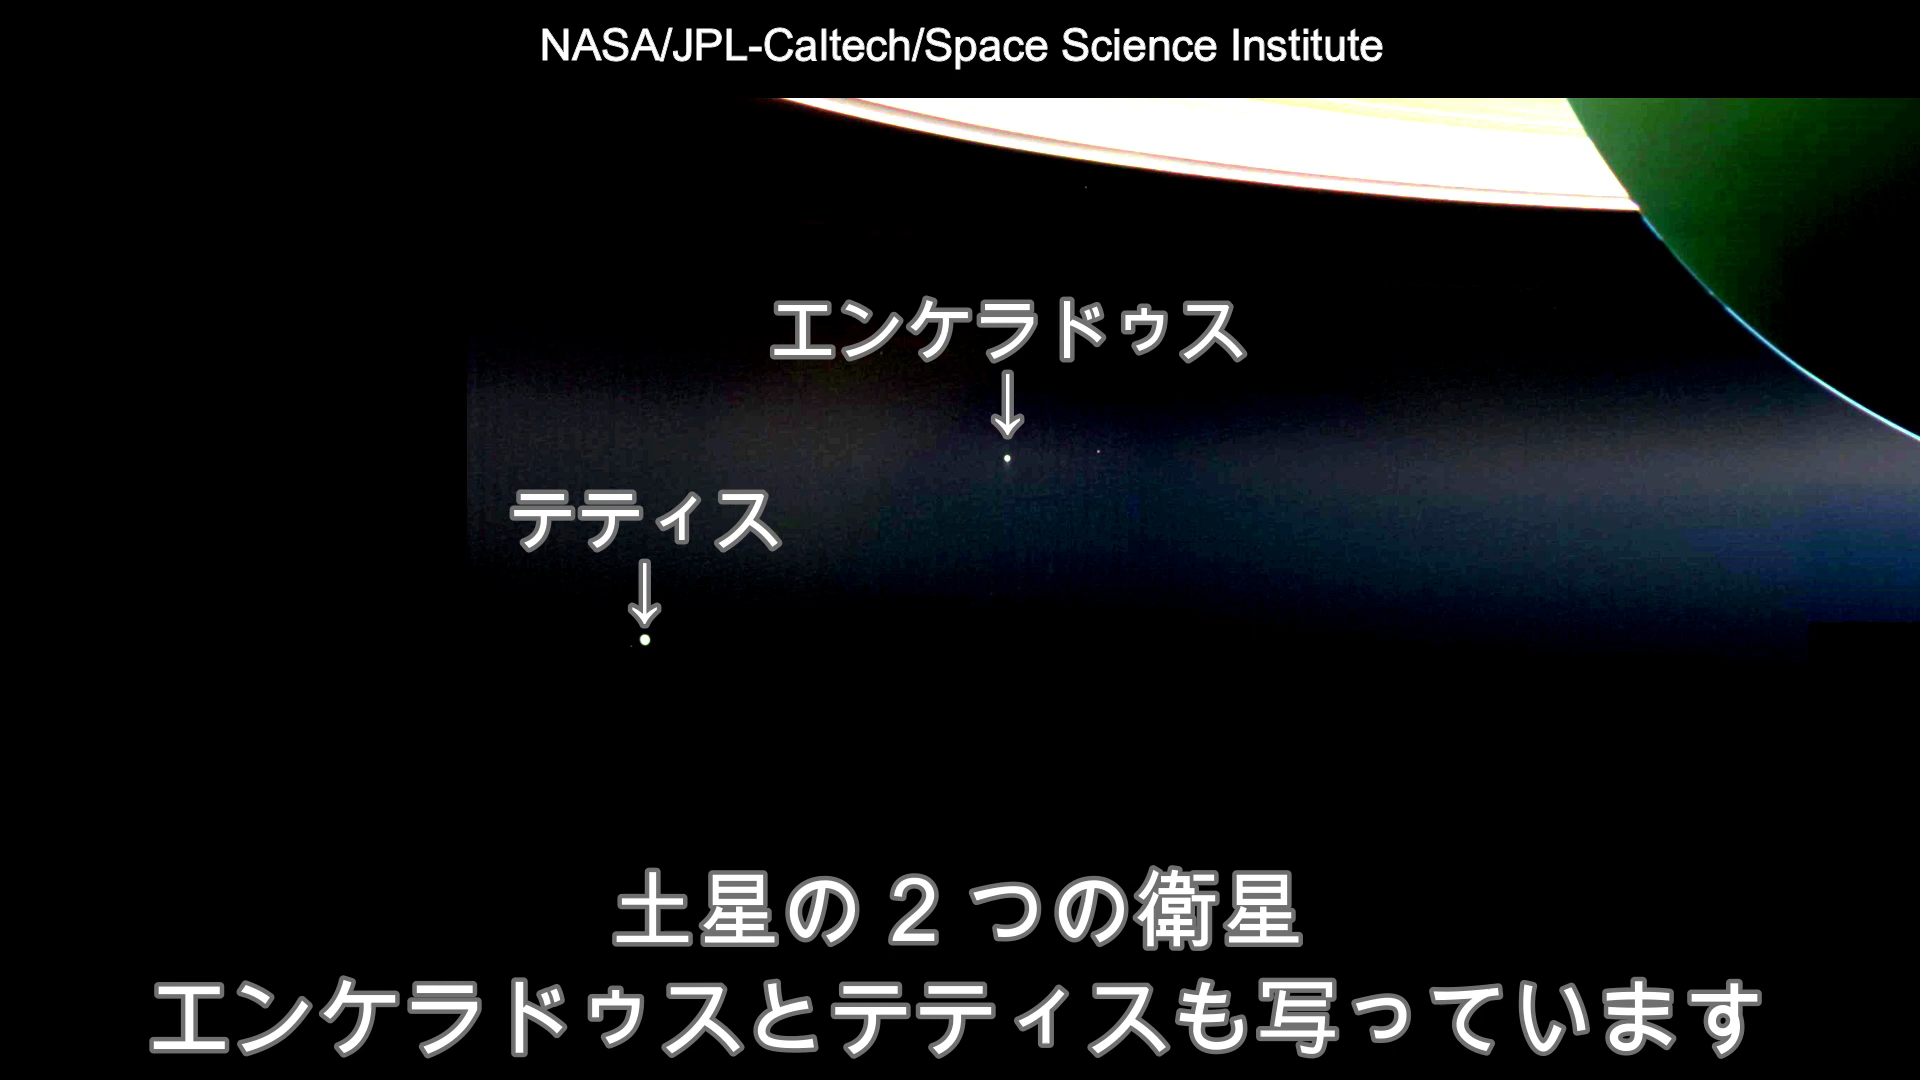 NASA/JPL-Caltech/Space Science Institute
エンケラドゥス
↓
テティス
↓
土星の２つの衛星
エンケラドゥスとテティスも写っています